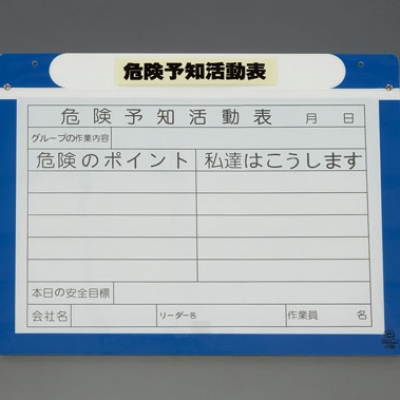 危険予知活動表
危険予知活動表 月 日
グループの作業内容
危険のポイント 私達はこうします
本日の安全目標
会社名 リーダー名 作業員 名